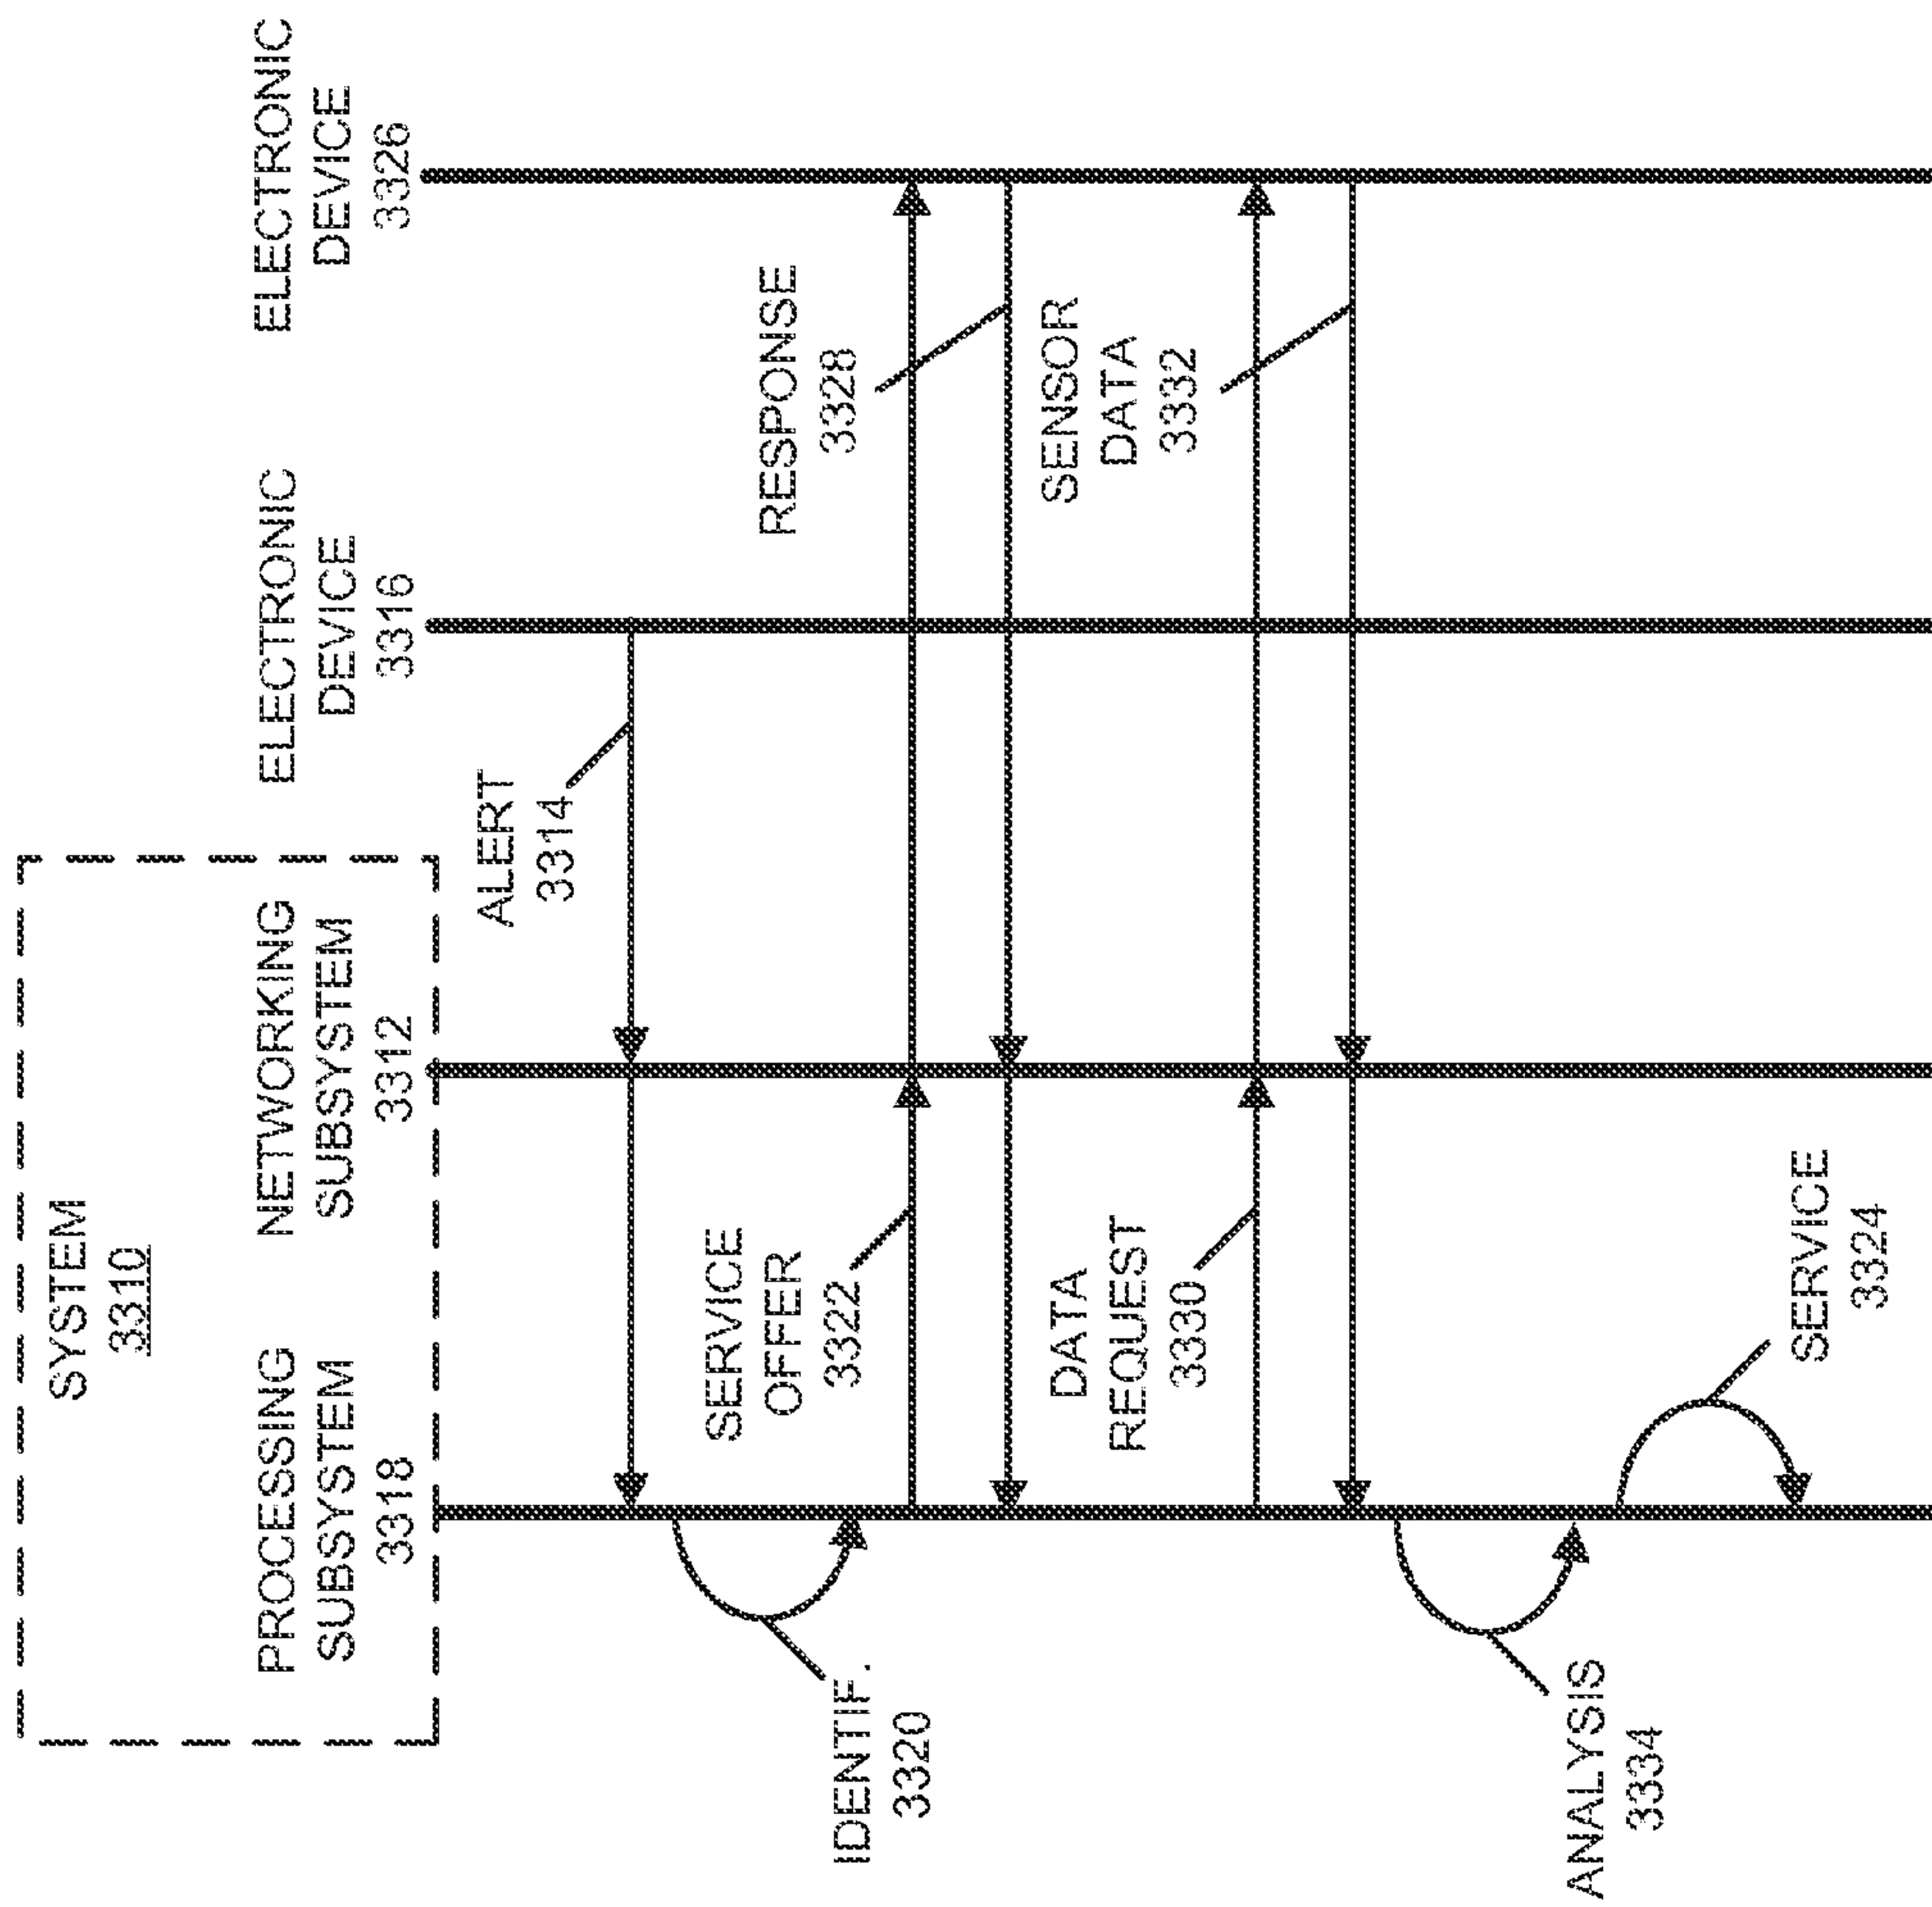 SYSTEM
3310
PROCESSING
SUBSYSTEM
3318
NETWORKING
SUBSYSTEM
3312
ELECTRONIC
DEVICE
3316
ELECTRONIC
DEVICE
3326
ALERT
3314
IDENTIF.
3320
SERVICE
OFFER
3322
RESPONSE
3328
DATA
REQUEST
3330
SENSOR
DATA
3332
ANALYSIS
3334
SERVICE
3324